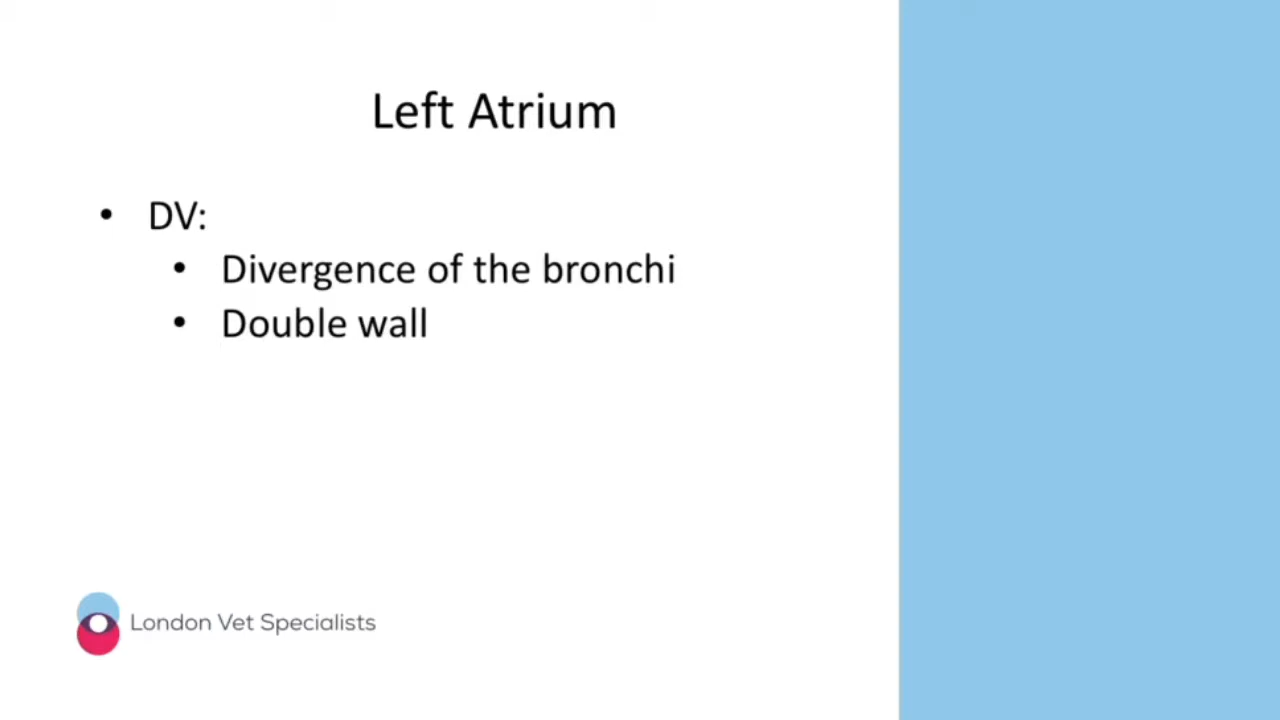 Left Atrium
• DV:
• Divergence of the bronchi
• Double wall
London Vet Specialists